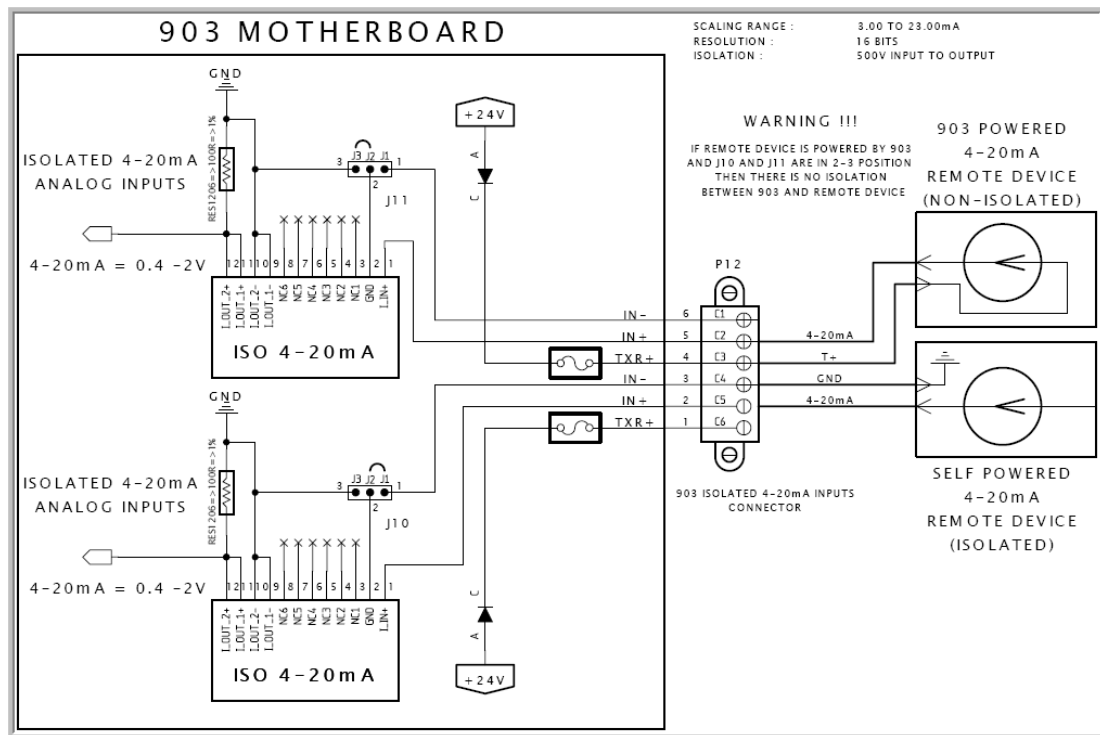 903 MOTHERBOARD
SCALING RANGE : 3.00 TO 23.00mA
RESOLUTION : 16 BITS
ISOLATION : 500V INPUT TO OUTPUT
GND
+24V
WARNING !!!
IF REMOTE DEVICE IS POWERED BY 903
AND J10 AND J11 ARE IN 2-3 POSITION
THEN THERE IS NO ISOLATION
BETWEEN 903 AND REMOTE DEVICE
903 POWERED
4-20mA
REMOTE DEVICE
(NON-ISOLATED)
ISOLATED 4-20mA
ANALOG INPUTS
RES1206=>100R=>1%
3 J3 J2 J1 1
2
J11
A
C
4-20mA = 0.4 -2V
12 11 11 10 9 8 7 6 5 4 3 2 1
I_OUT_2+
I_OUT_1+
I_OUT_2-
I_OUT_1-
NC6
NC5
NC4
NC3
NC2
NC1
GND
I_IN+
ISO 4-20mA
P12
IN- 6 C1
IN+ 5 C2 4-20mA
TXR+ 4 C3 T+
IN- 3 C4 GND
IN+ 2 C5 4-20mA
TXR+ 1 C6
GND
ISOLATED 4-20mA
ANALOG INPUTS
RES1206=>100R=>1%
3 J3 J2 J1 1
2
J10
903 ISOLATED 4-20mA INPUTS
CONNECTOR
SELF POWERED
4-20mA
REMOTE DEVICE
(ISOLATED)
4-20mA = 0.4 -2V
12 11 11 10 9 8 7 6 5 4 3 2 1
I_OUT_2+
I_OUT_1+
I_OUT_2-
I_OUT_1-
NC6
NC5
NC4
NC3
NC2
NC1
GND
I_IN+
C
A
ISO 4-20mA
+24V